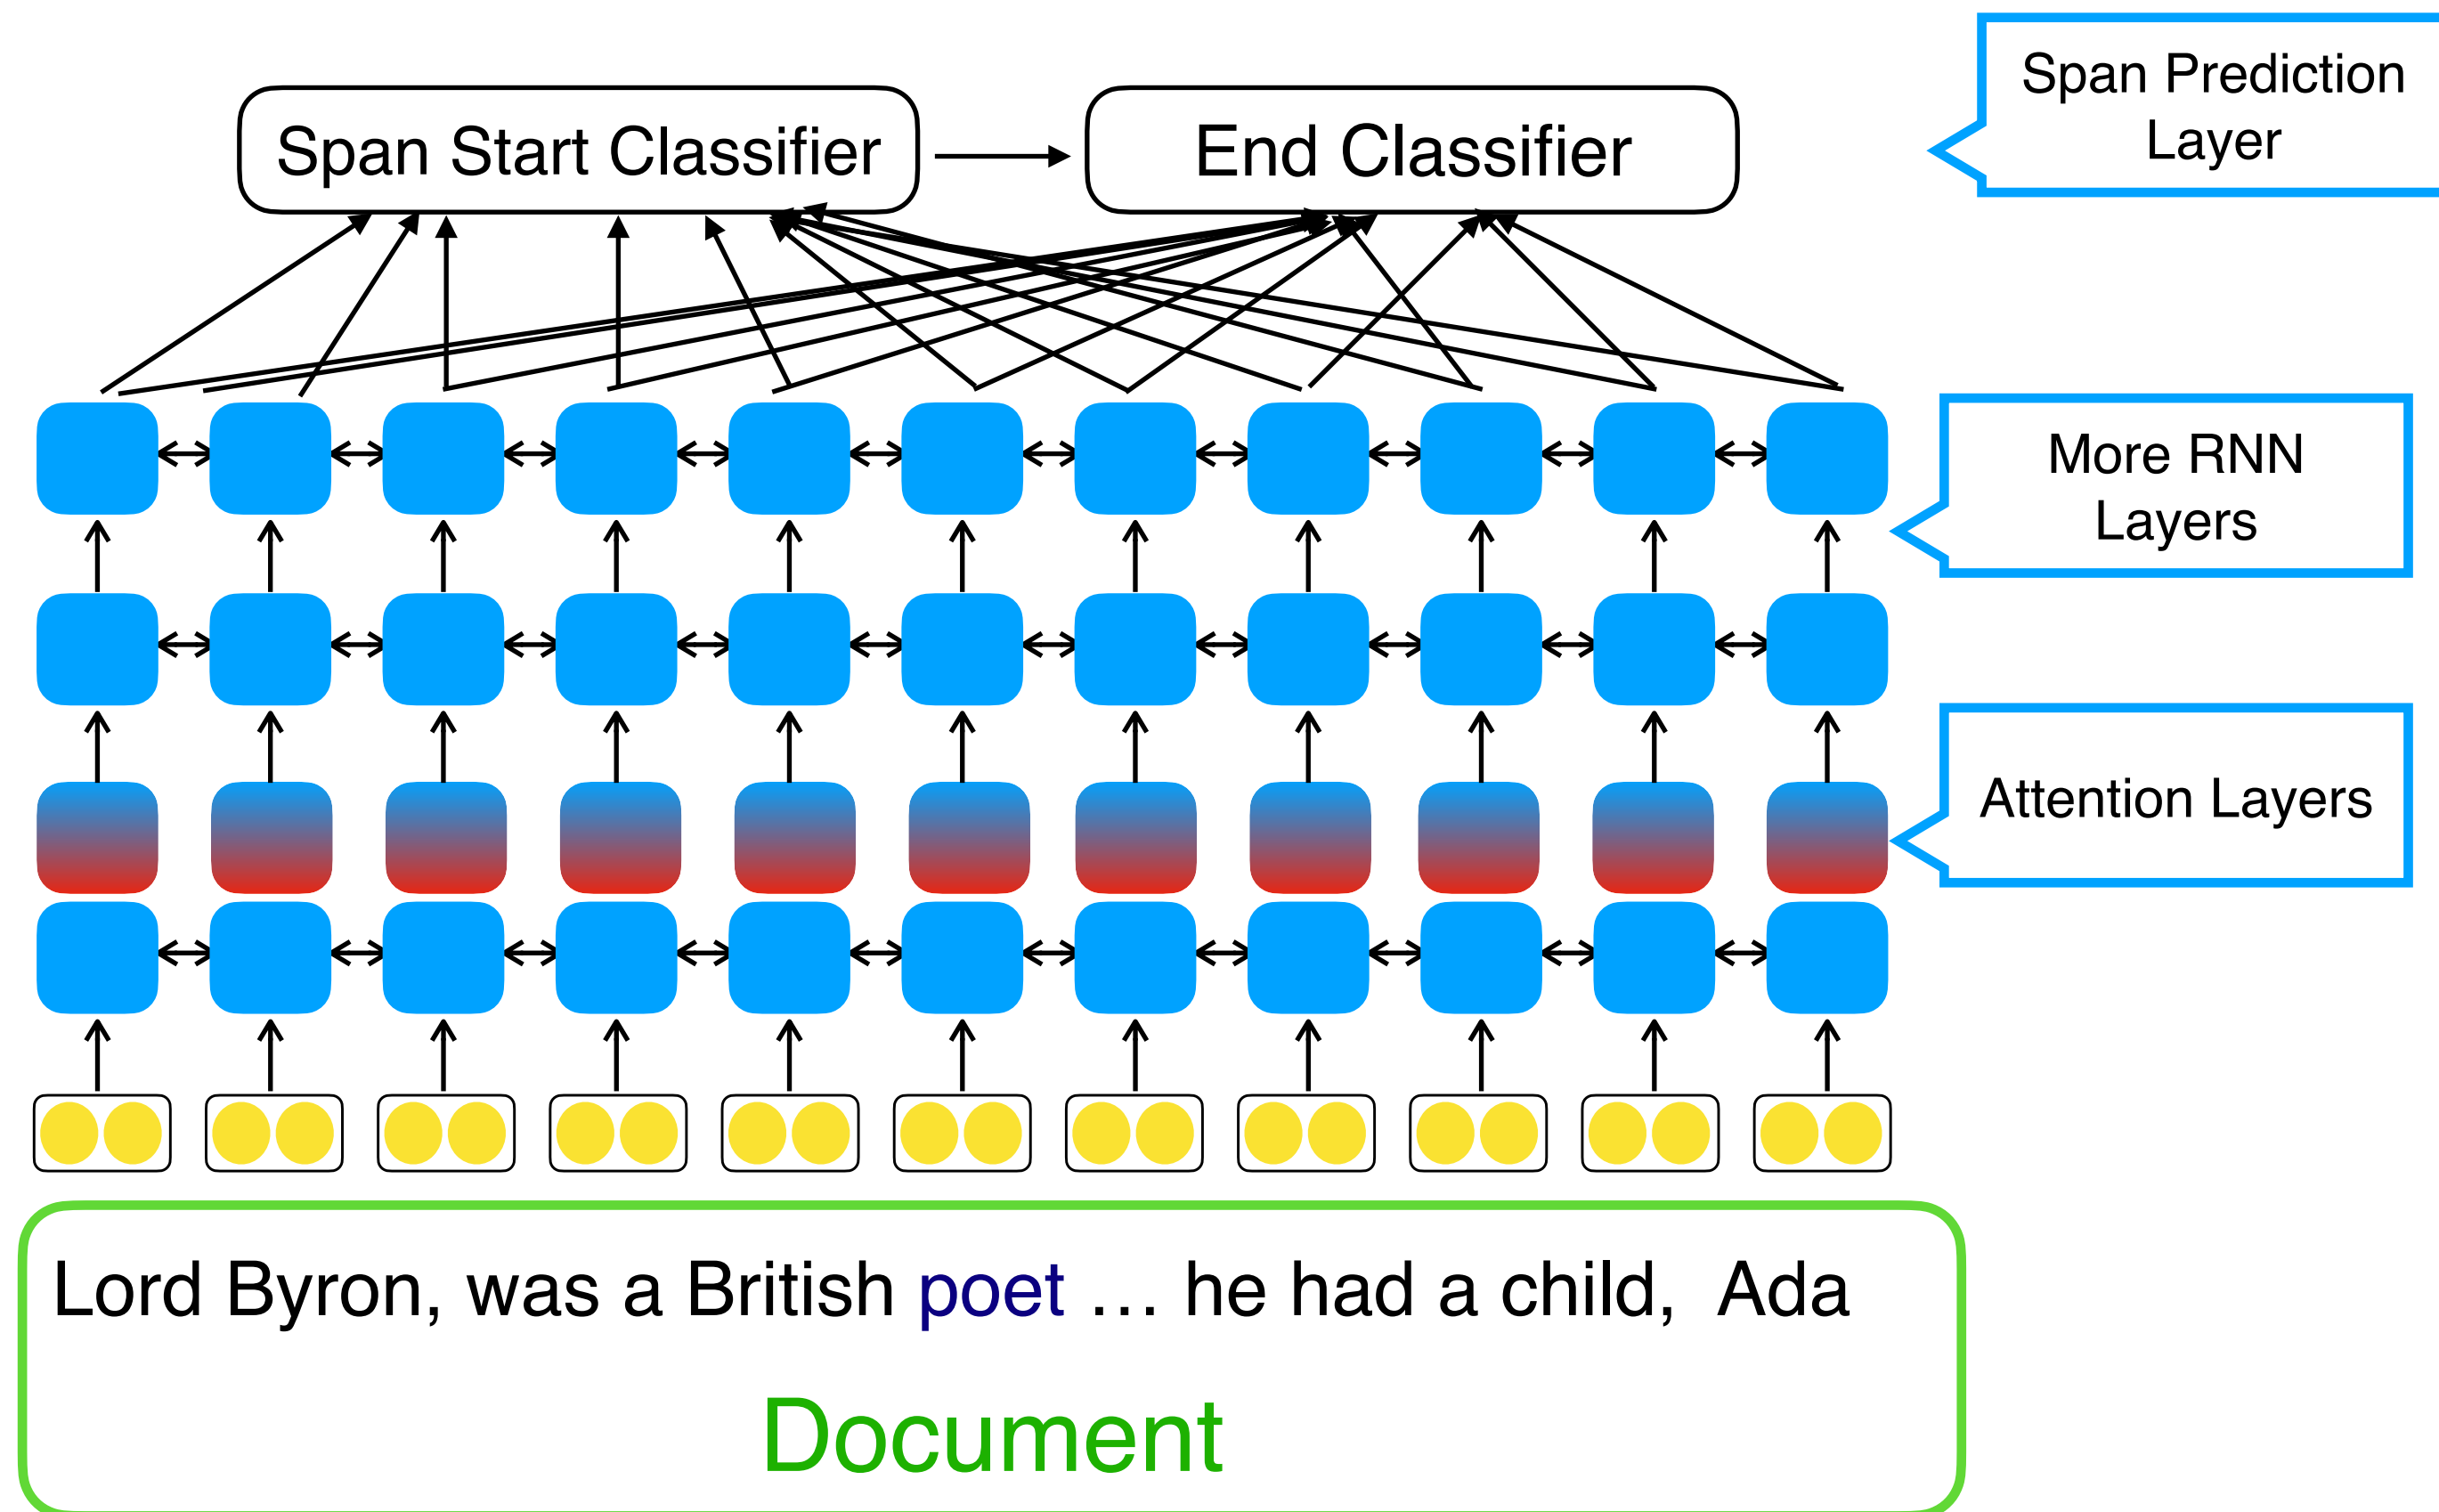 Span Prediction
Layer
Span Start Classifier
End Classifier
More RNN
Layers
Attention Layers
Lord Byron, was a British poet ... he had a child, Ada
Document